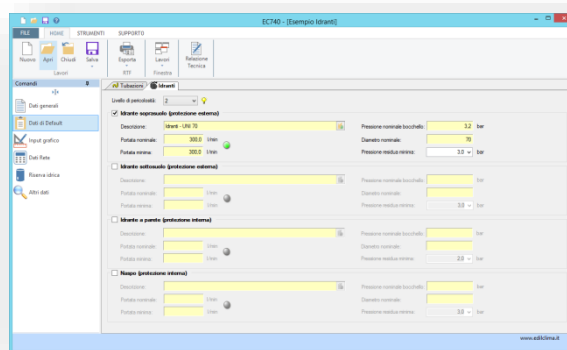 EC740 - [Esempio Idranti]
FILE HOME STRUMENTI SUPPORTO
Nuovo Apri Chiudi Salva Esporta Lavori Relazione Tecnica
Lavori RTF Finestra
Comandi
Dati generali
Dati di Default
Input grafico
Dati Rete
Riserva idrica
Altri dati
Tubazioni Idranti
Livello di pericolosità: 2
Idrante soprasuolo (protezione esterna)
Descrizione: Idranti - UNI 70 Pressione nominale bocchello: 3,2 bar
Portata nominale: 300,0 l/min Diametro nominale: 70
Portata minima: 300,0 l/min Pressione residua minima: 3,0 bar
Idrante sottosuolo (protezione esterna)
Descrizione: Pressione nominale bocchello: bar
Portata nominale: l/min Diametro nominale:
Portata minima: l/min Pressione residua minima: 3,0 bar
Idrante a parete (protezione interna)
Descrizione: Pressione nominale bocchello: bar
Portata nominale: l/min Diametro nominale:
Portata minima: l/min Pressione residua minima: 2,0 bar
Naspo (protezione interna)
Descrizione: Pressione nominale bocchello: bar
Portata nominale: l/min Diametro nominale:
Portata minima: l/min Pressione residua minima: 3,0 bar
www.edilclima.it